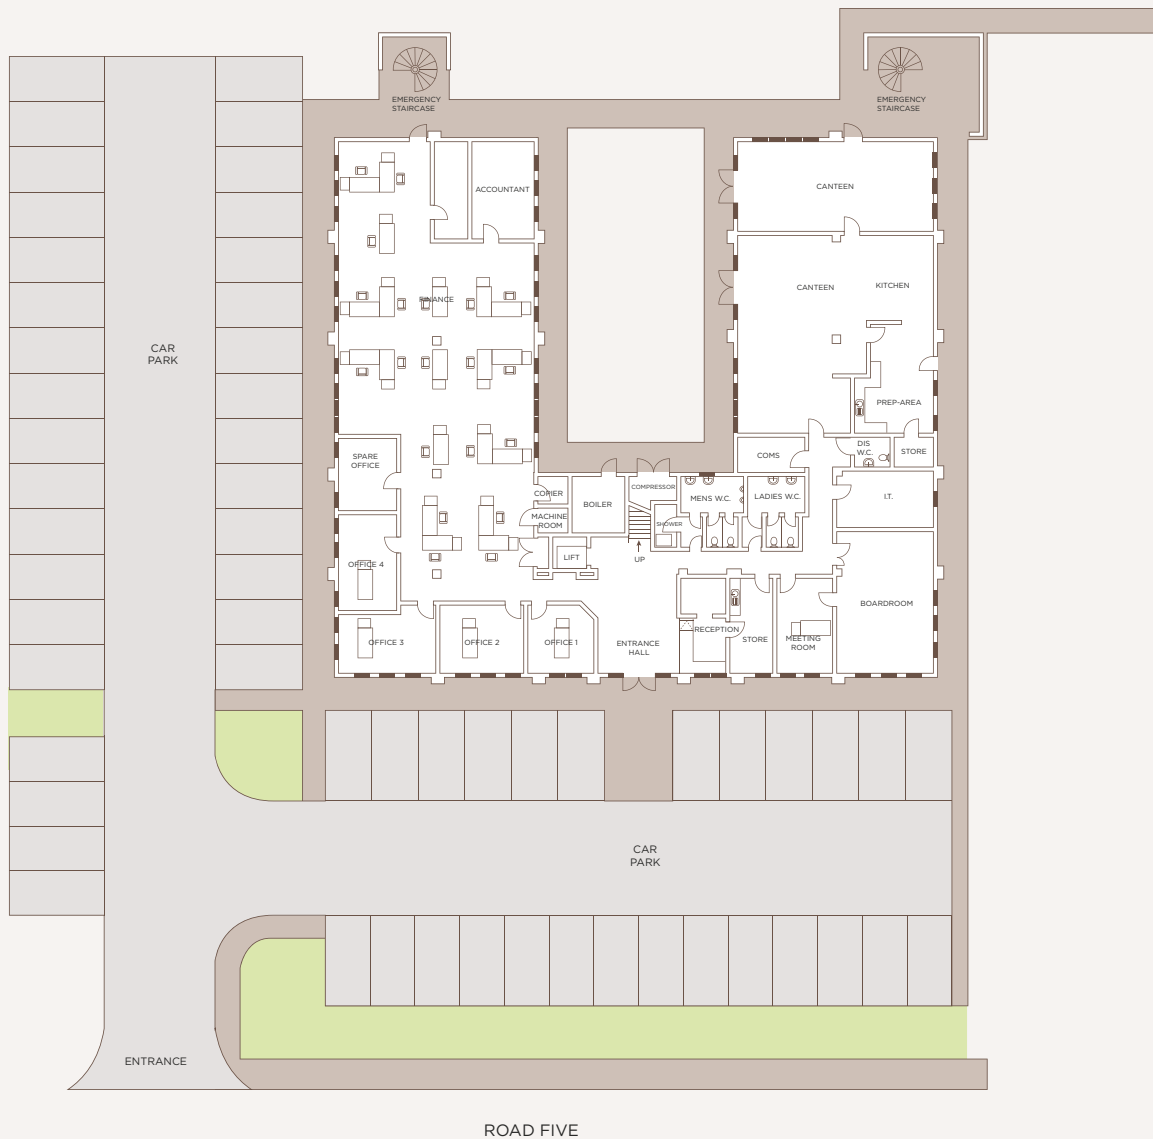 EMERGENCY
STAIRCASE
EMERGENCY
STAIRCASE
ACCOUNTANT
CANTEEN
FINANCE
CANTEEN
KITCHEN
CAR
PARK
PREP-AREA
SPARE
OFFICE
COMS
DIS
W.C.
STORE
COPIER
BOILER
COMPRESSOR
MENS W.C.
LADIES W.C.
I.T.
MACHINE
ROOM
SHOWER
LIFT
UP
OFFICE 4
BOARDROOM
OFFICE 3
OFFICE 2
OFFICE 1
ENTRANCE
HALL
RECEPTION
STORE
MEETING
ROOM
CAR
PARK
ENTRANCE
ROAD FIVE